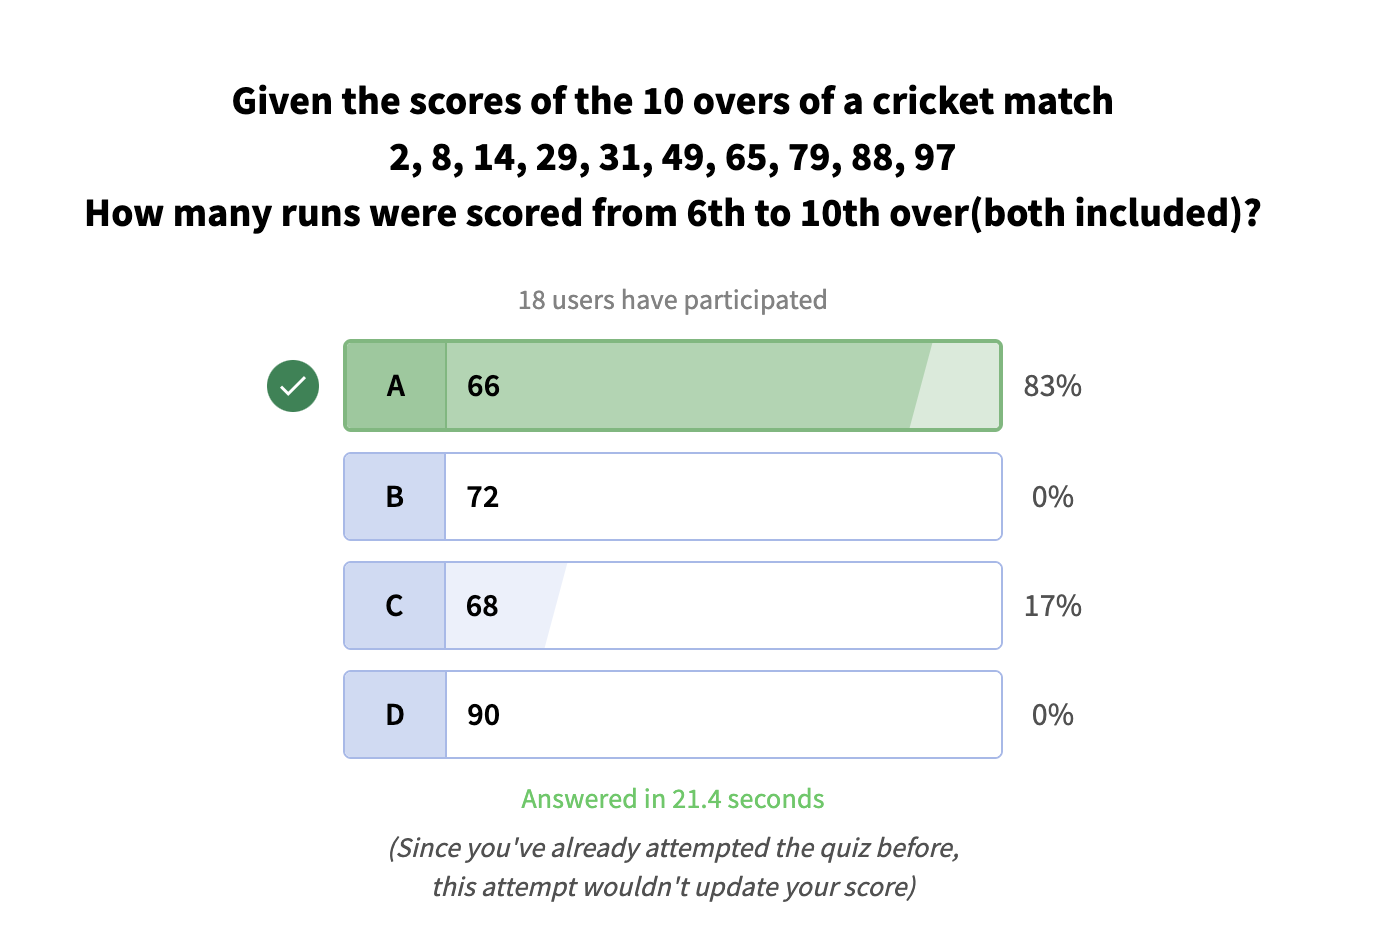 Given the scores of the 10 overs of a cricket match
2, 8, 14, 29, 31, 49, 65, 79, 88, 97
How many runs were scored from 6th to 10th over(both included)?
18 users have participated
A 66 83%
B 72 0%
C 68 17%
D 90 0%
Answered in 21.4 seconds
(Since you've already attempted the quiz before,
this attempt wouldn't update your score)